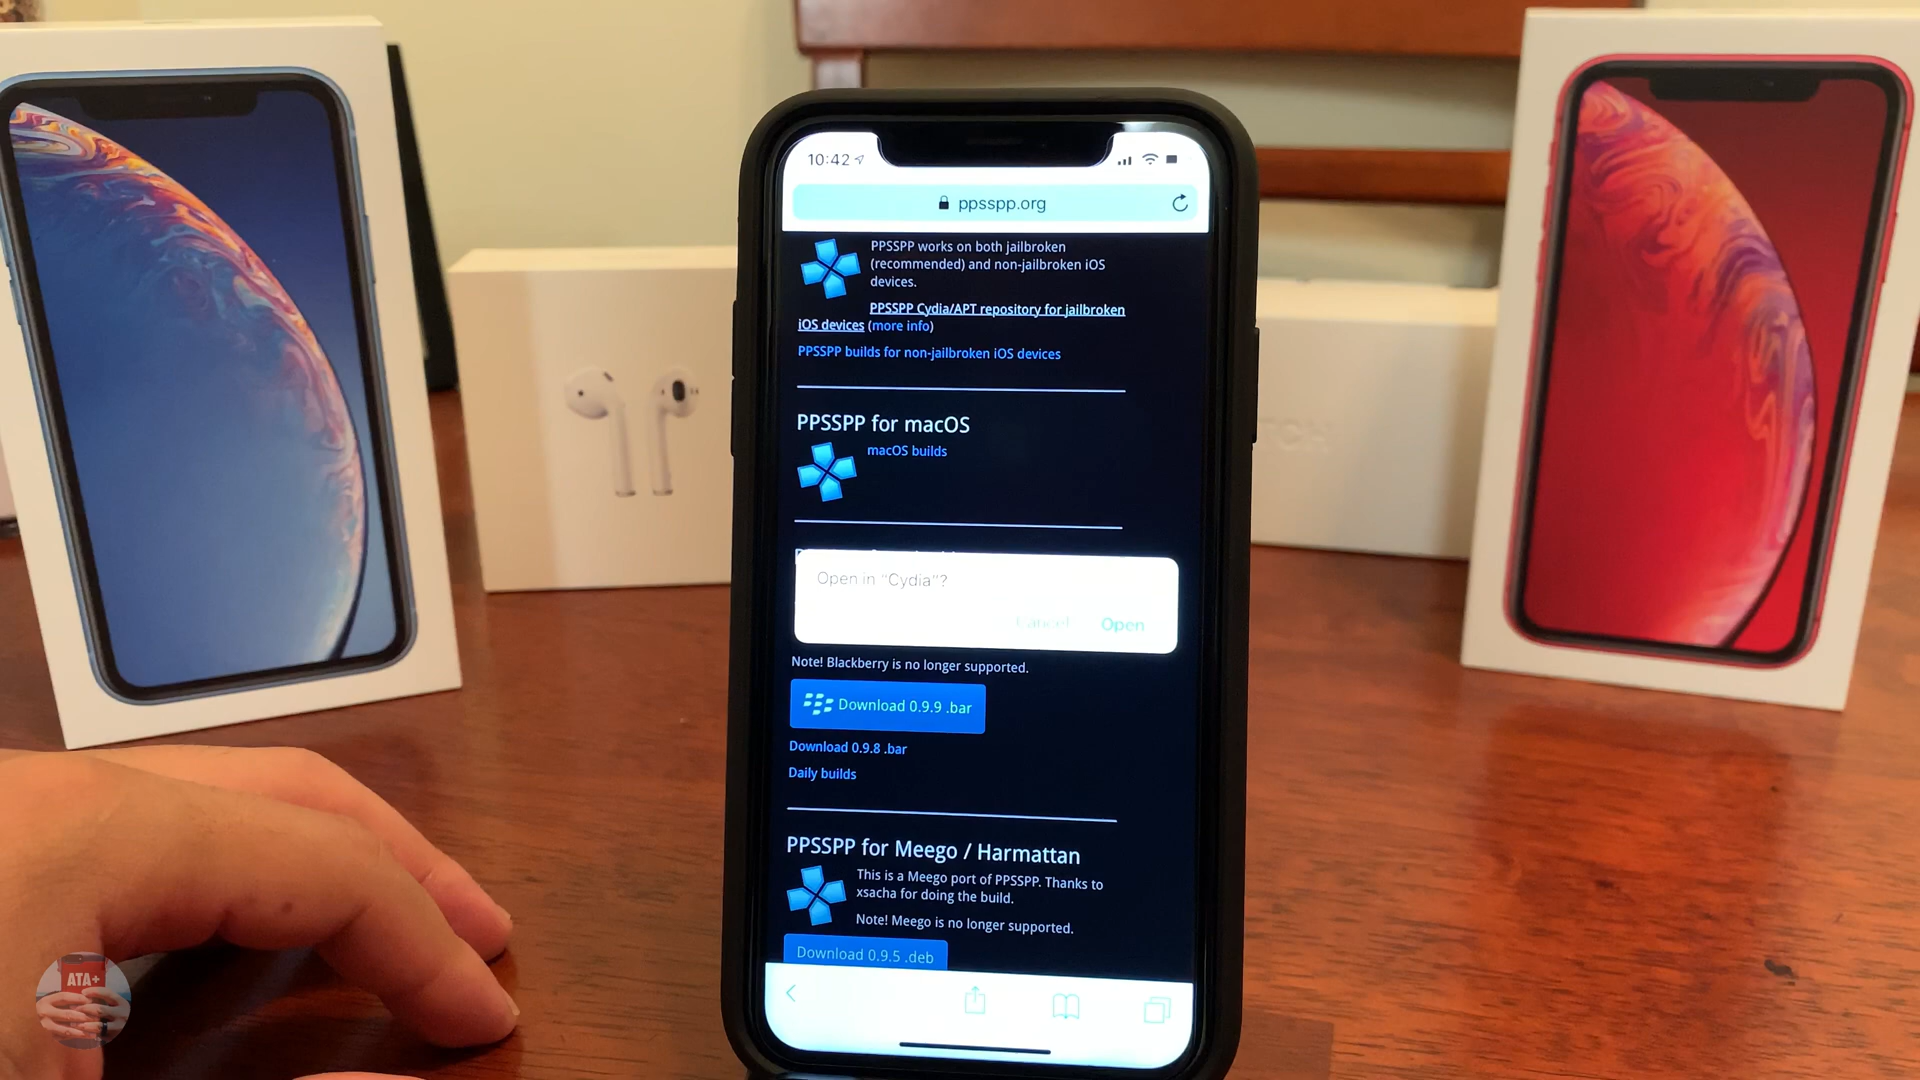 10:42
ppsspp.org
PPSSPP works on both jailbroken
(recommended) and non-jailbroken iOS
devices.
PPSSPP Cydia/APT repository for jailbroken
iOS devices (more info)
PPSSPP builds for non-jailbroken iOS devices
PPSSPP for macOS
macOS builds
Open in "Cydia"?
Cancel Open
Note! Blackberry is no longer supported.
Download 0.9.9 .bar
Download 0.9.8 .bar
Daily builds
PPSSPP for Meego / Harmattan
This is a Meego port of PPSSPP. Thanks to
xsacha for doing the build.
Note! Meego is no longer supported.
Download 0.9.5 .deb
ATA+